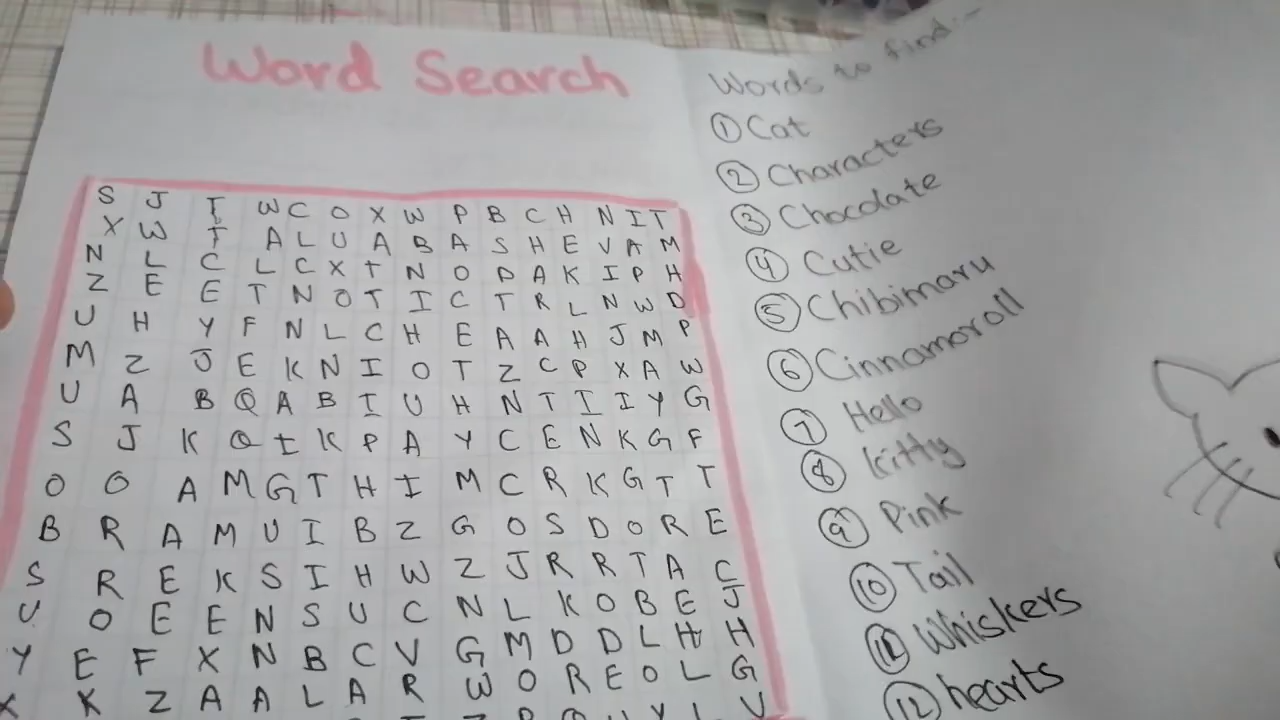 Word Search
S J T W C O X W P B C H N I T
X W T A L U A B A S H E V A M
N L C L C X T N O P A K I P H
Z E E T N O T I C T R L N W D
U H Y F N L C H E A A H J M P
M Z J E K N I O T Z C P X A W
U A B Q A B I U H N T I I Y G
S J K Q I K P A Y C E N K G F
O O A M G T H I M C R K G T T
B R A M U I B Z G O S D O R E
S R E K S I H W Z J R R T A C
U O E E N S U C N L K O B E J
Y E F X N B C V G M D D L H H
X K Z A A L A R W O R E O L G
Words to find:-
① Cat
② Characters
③ Chocolate
④ Cutie
⑤ Chibimaru
⑥ Cinnamoroll
⑦ Hello
⑧ kitty
⑨ Pink
⑩ Tail
⑪ Whiskers
⑫ hearts